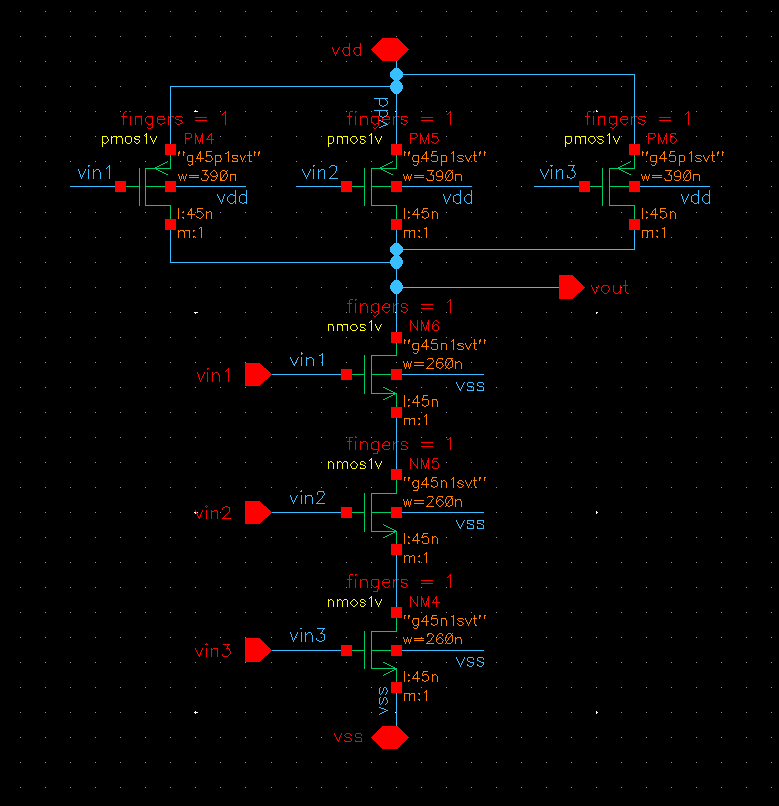 vdd
vdd
fingers = 1
pmos1v
PM4
"g45p1svt"
w=390n
vin1
vdd
l:45n
m:1
fingers = 1
pmos1v
PM5
"g45p1svt"
w=390n
vin2
vdd
l:45n
m:1
fingers = 1
pmos1v
PM6
"g45p1svt"
w=390n
vin3
vdd
l:45n
m:1
vout
fingers = 1
nmos1v
NM6
"g45n1svt"
w=260n
vin1
vin1
vss
l:45n
m:1
fingers = 1
nmos1v
NM5
"g45n1svt"
w=260n
vin2
vin2
vss
l:45n
m:1
fingers = 1
nmos1v
NM4
"g45n1svt"
w=260n
vin3
vin3
vss
l:45n
m:1
vss
vss